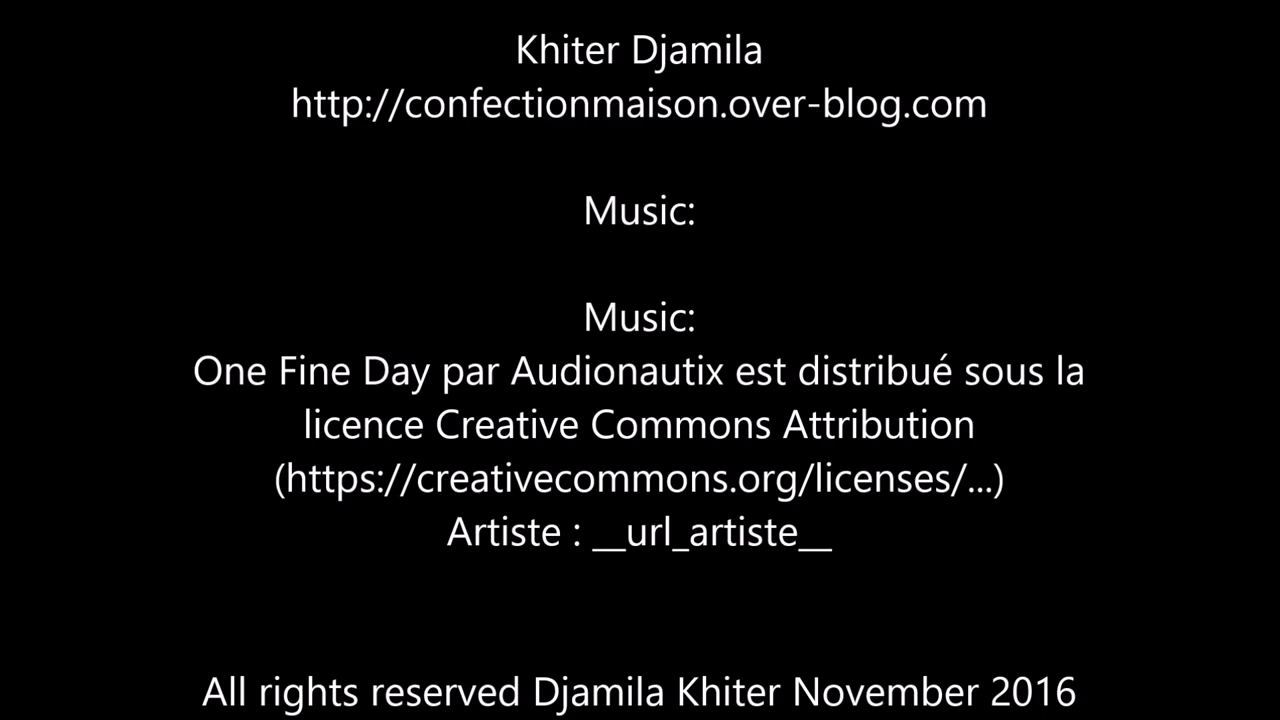 Khiter Djamila
http://confectionmaison.over-blog.com
Music:
Music:
One Fine Day par Audionautix est distribué sous la
licence Creative Commons Attribution
(https://creativecommons.org/licenses/...)
Artiste : __url_artiste__
All rights reserved Djamila Khiter November 2016